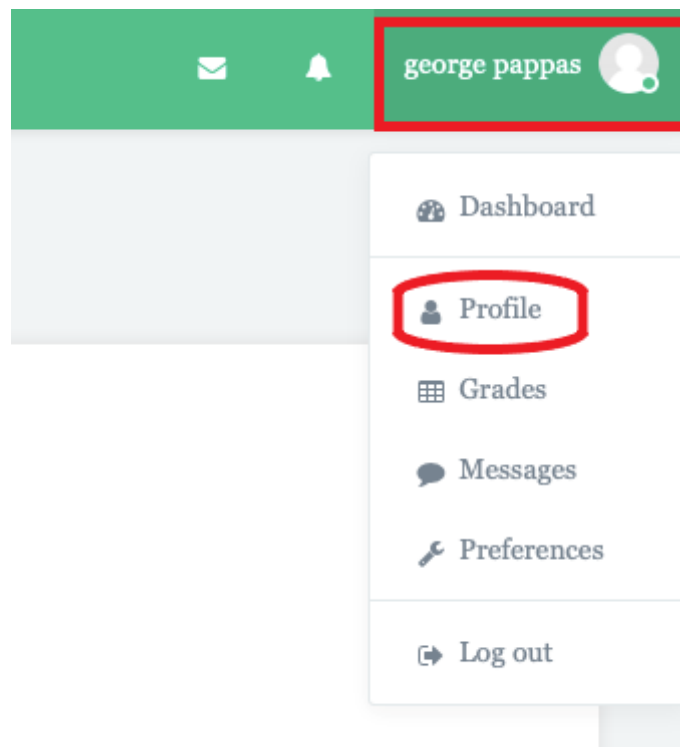 george pappas
Dashboard
Profile
Grades
Messages
Preferences
Log out